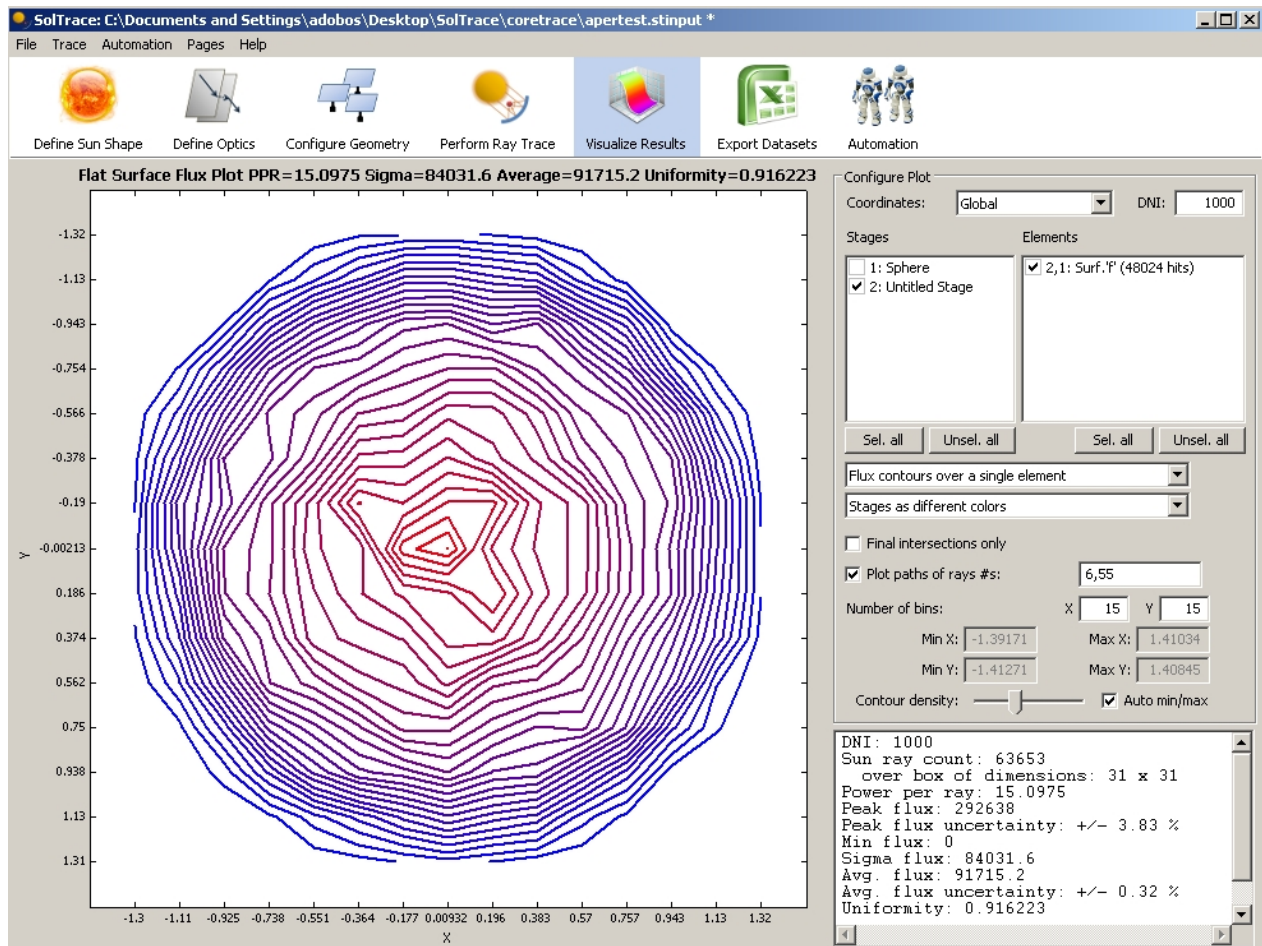 SolTrace: C:\Documents and Settings\adobos\Desktop\SolTrace\coretrace\apertest.stinput *
File Trace Automation Pages Help
Define Sun Shape Define Optics Configure Geometry Perform Ray Trace Visualize Results Export Datasets Automation
Flat Surface Flux Plot PPR=15.0975 Sigma=84031.6 Average=91715.2 Uniformity=0.916223
-1.32
-1.13
-0.943
-0.754
-0.566
-0.378
-0.19
-0.00213
0.186
0.374
0.562
0.75
0.938
1.13
1.31
Y
-1.3 -1.11 -0.925 -0.738 -0.551 -0.364 -0.177 0.00932 0.196 0.383 0.57 0.757 0.943 1.13 1.32
X
Configure Plot
Coordinates: Global DNI: 1000
Stages Elements
1: Sphere
2: Untitled Stage
2,1: Surf.'f' (48024 hits)
Sel. all Unsel. all Sel. all Unsel. all
Flux contours over a single element
Stages as different colors
Final intersections only
Plot paths of rays #s: 6,55
Number of bins: X 15 Y 15
Min X: -1.39171 Max X: 1.41034
Min Y: -1.41271 Max Y: 1.40845
Contour density: Auto min/max
DNI: 1000
Sun ray count: 63653
over box of dimensions: 31 x 31
Power per ray: 15.0975
Peak flux: 292638
Peak flux uncertainty: +/- 3.83 %
Min flux: 0
Sigma flux: 84031.6
Avg. flux: 91715.2
Avg. flux uncertainty: +/- 0.32 %
Uniformity: 0.916223